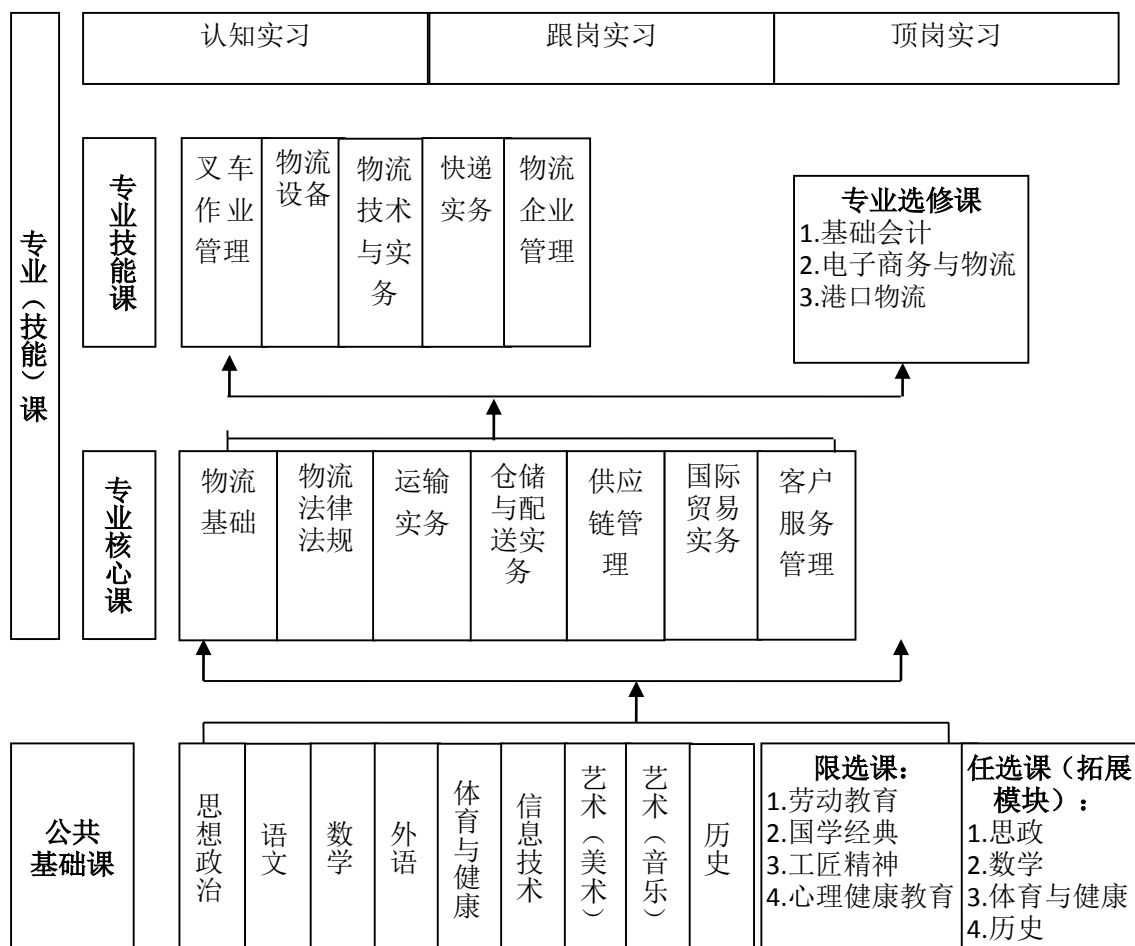 认知实习
跟岗实习
顶岗实习
专业（技能）课
专业技能课
叉车
作业
管理
物流
设备
物流
技术
与实
务
快递
实务
物流
企业
管理
专业选修课
1.基础会计
2.电子商务与物流
3.港口物流
专业核心课
物流
基础
物流
法律
法规
运输
实务
仓储
与配
送实
务
供应
链管
理
国际
贸易
实务
客户
服务
管理
公共
基础课
思想政治
语文
数学
外语
体育与健康
信息技术
艺术（美术）
艺术（音乐）
历史
限选课：
1.劳动教育
2.国学经典
3.工匠精神
4.心理健康教育
任选课（拓展
模块）：
1.思政
2.数学
3.体育与健康
4.历史